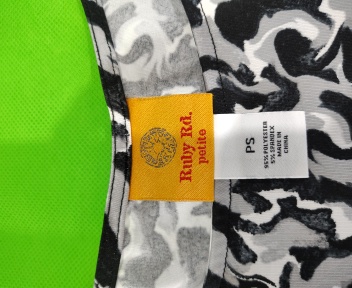 Ruby Rd.
petite
PS
95% POLYESTER
5% SPANDEX
MADE IN
CHINA